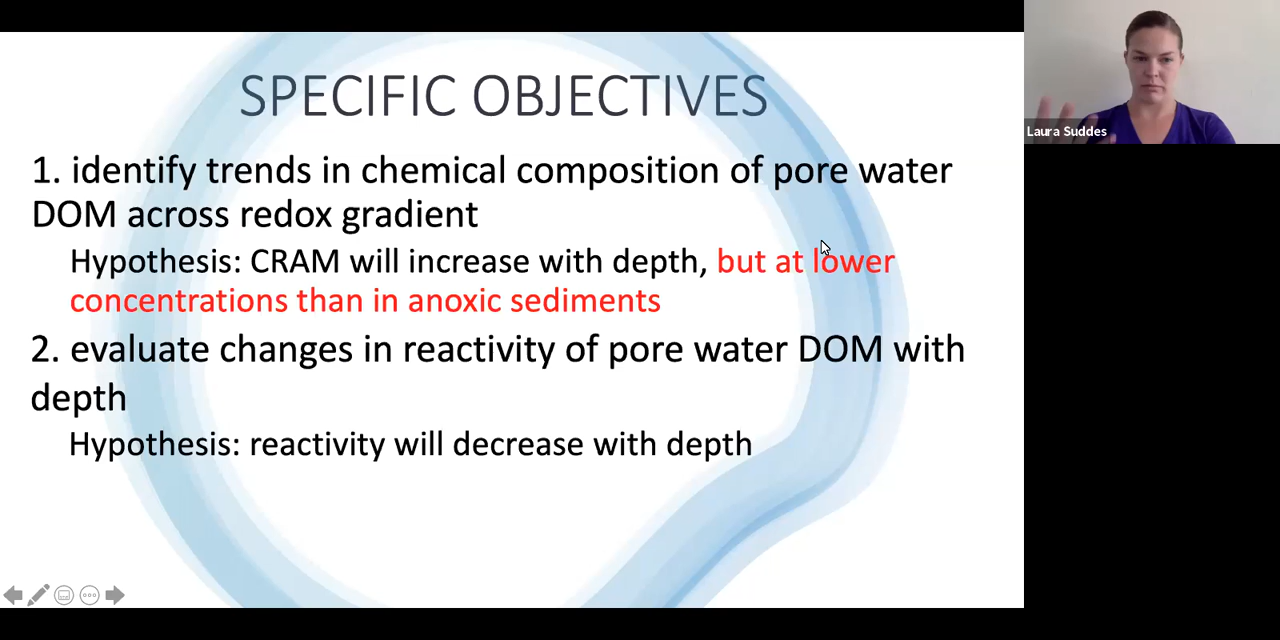 SPECIFIC OBJECTIVES
1. identify trends in chemical composition of pore water
DOM across redox gradient
Hypothesis: CRAM will increase with depth, but at lower
concentrations than in anoxic sediments
2. evaluate changes in reactivity of pore water DOM with
depth
Hypothesis: reactivity will decrease with depth
Laura Suddes